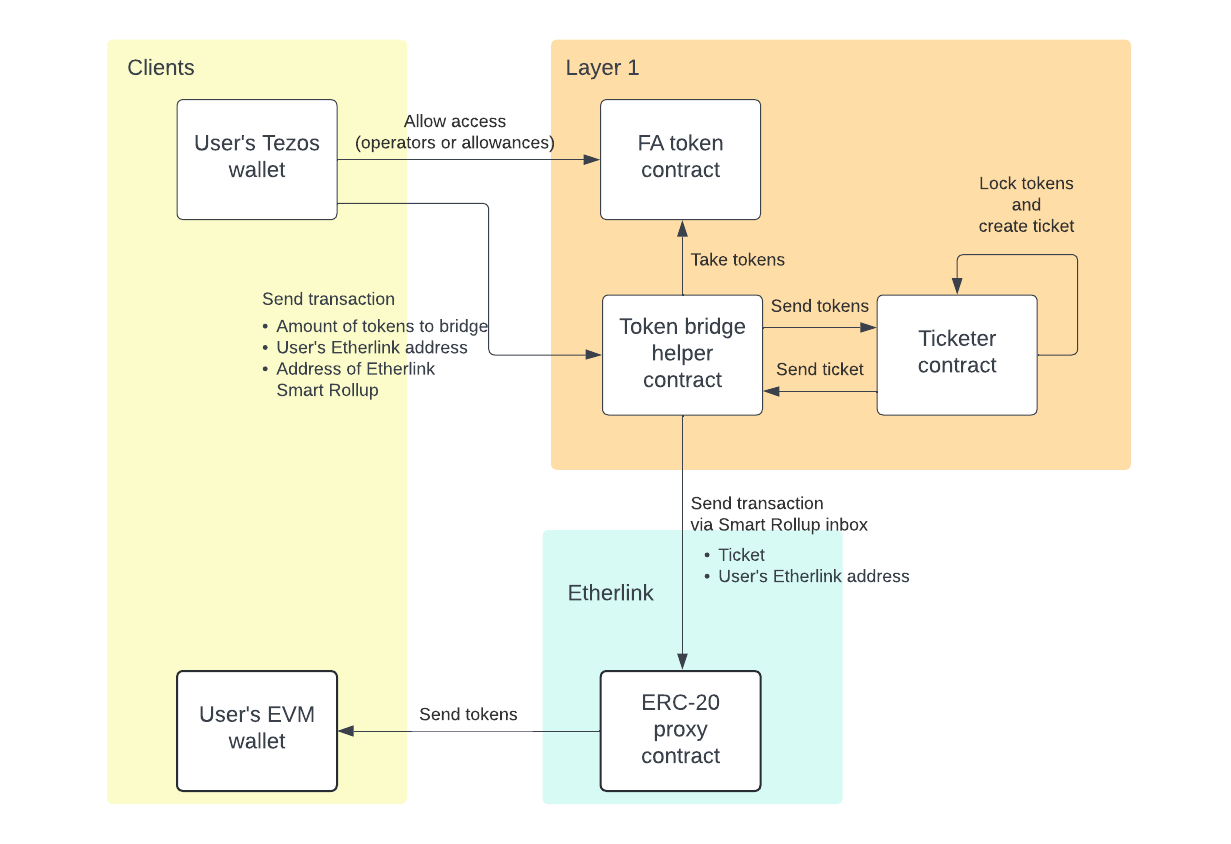 Clients
Layer 1
User's Tezos
wallet
Allow access
(operators or allowances)
FA token
contract
Lock tokens
and
create ticket
Take tokens
Send transaction
• Amount of tokens to bridge
• User's Etherlink address
• Address of Etherlink
Smart Rollup
Token bridge
helper
contract
Send tokens
Send ticket
Ticketer
contract
Send transaction
via Smart Rollup inbox
• Ticket
• User's Etherlink address
Etherlink
User's EVM
wallet
Send tokens
ERC-20
proxy
contract